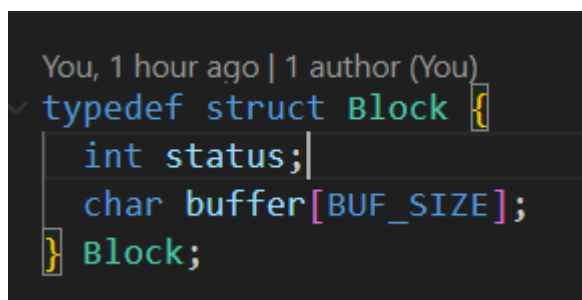 You, 1 hour ago | 1 author (You)
typedef struct Block {
int status;
char buffer[BUF_SIZE];
} Block;